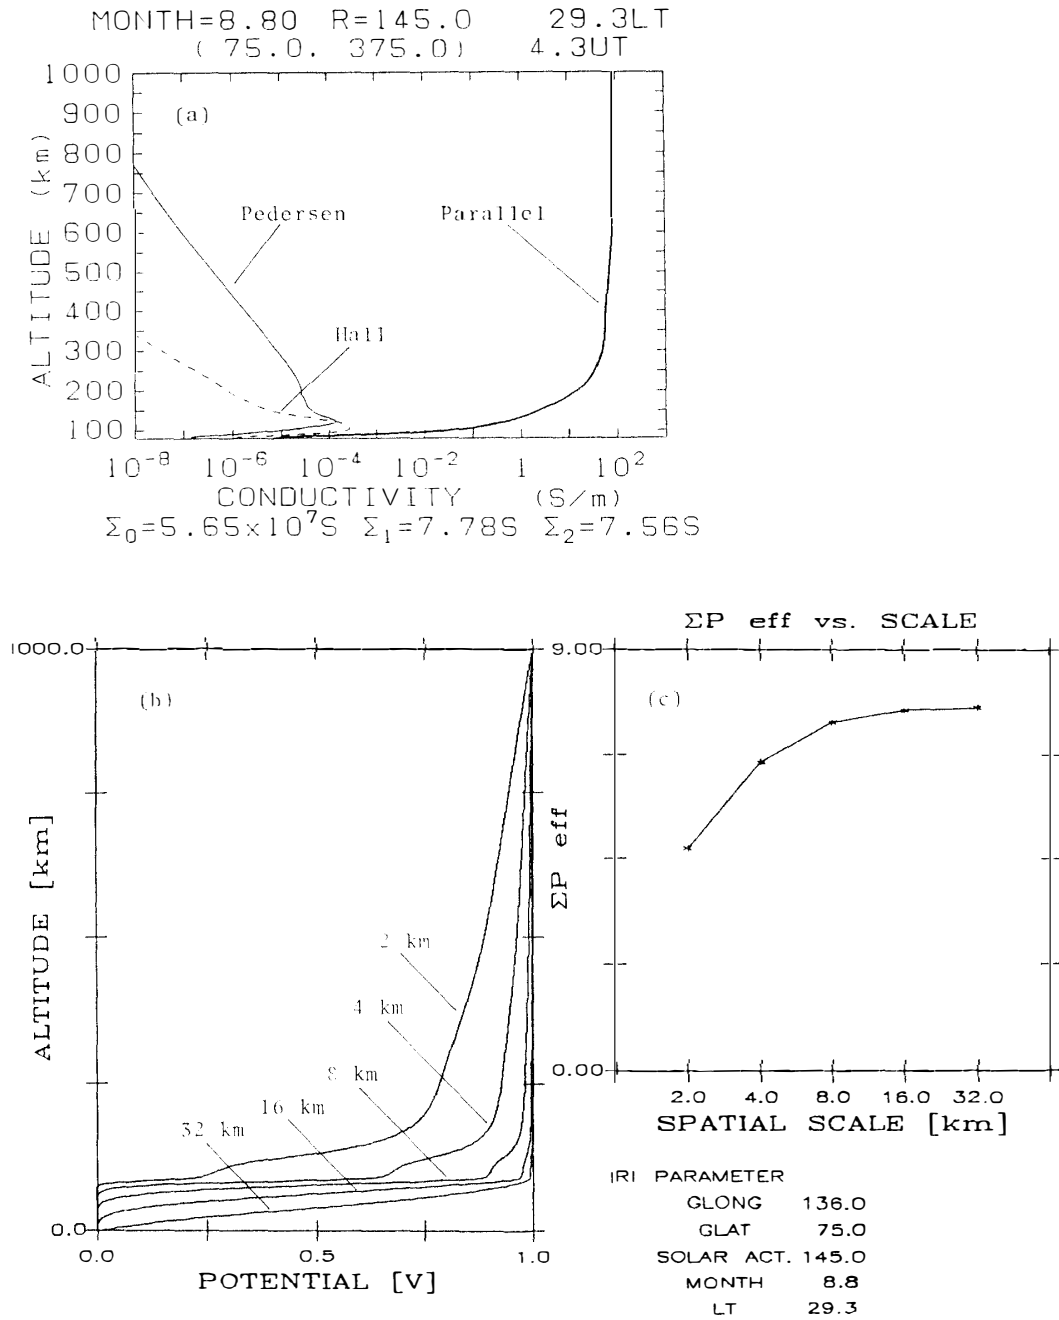 MONTH=8.80 R=145.0 29.3LT
( 75.0. 375.0) 4.3UT
1000
900
800
700
600
500
400
300
200
100
ALTITUDE (km)
(a)
Pedersen
Parallel
Hall
10⁻⁸ 10⁻⁶ 10⁻⁴ 10⁻² 1 10²
CONDUCTIVITY (S/m)
Σ₀=5.65×10⁷S Σ₁=7.78S Σ₂=7.56S
1000.0
0.0
ALTITUDE [km]
(b)
2 km
4 km
8 km
16 km
32 km
0.0 0.5 1.0
POTENTIAL [V]
ΣP eff vs. SCALE
9.00
0.00
ΣP eff
(c)
2.0 4.0 8.0 16.0 32.0
SPATIAL SCALE [km]
IRI PARAMETER
GLONG 136.0
GLAT 75.0
SOLAR ACT. 145.0
MONTH 8.8
LT 29.3